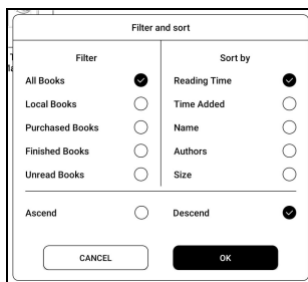 Filter and sort
Filter
All Books
Local Books
Purchased Books
Finished Books
Unread Books
Sort by
Reading Time
Time Added
Name
Authors
Size
Ascend
Descend
CANCEL
OK